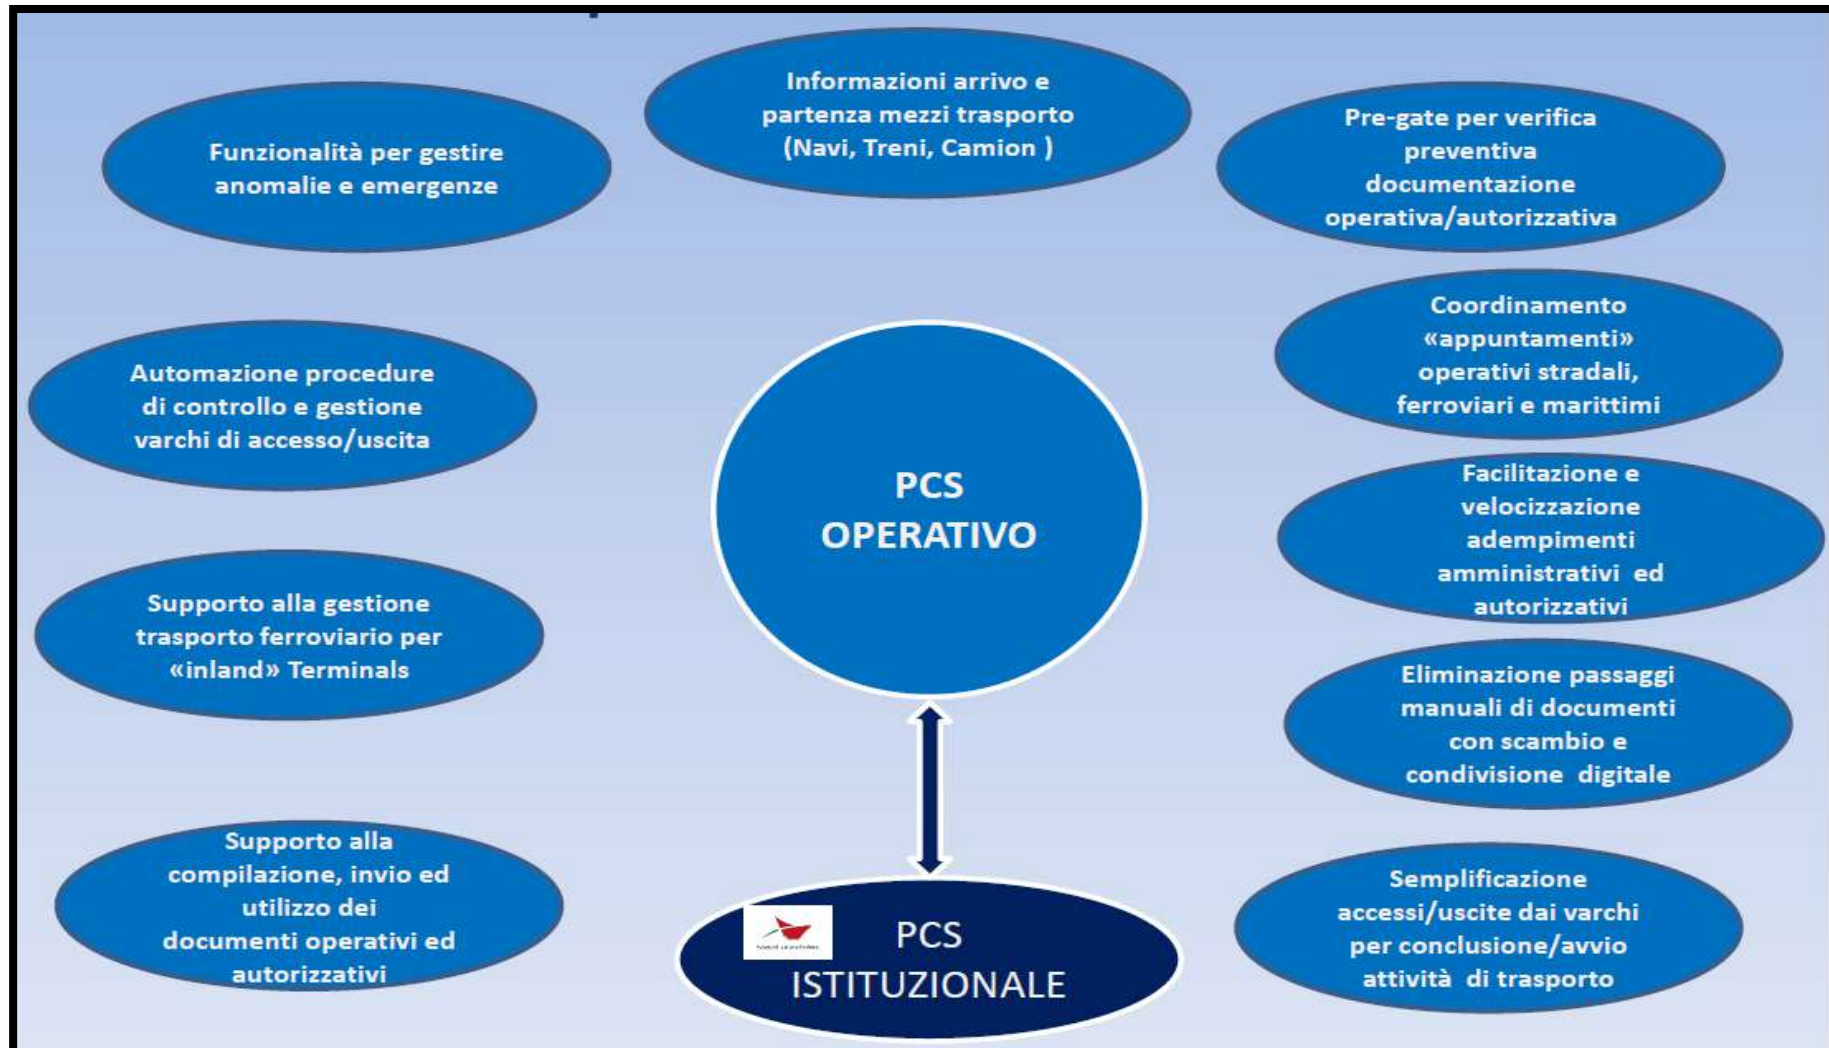 Informazioni arrivo e
partenza mezzi trasporto
(Navi, Treni, Camion )
Funzionalità per gestire
anomalie e emergenze
Pre-gate per verifica
preventiva
documentazione
operativa/autorizzativa
Coordinamento
«appuntamenti»
operativi stradali,
ferroviari e marittimi
Automazione procedure
di controllo e gestione
varchi di accesso/uscita
PCS
OPERATIVO
Facilitazione e
velocizzazione
adempimenti
amministrativi ed
autorizzativi
Supporto alla gestione
trasporto ferroviario per
«inland» Terminals
Eliminazione passaggi
manuali di documenti
con scambio e
condivisione digitale
Supporto alla
compilazione, invio ed
utilizzo dei
documenti operativi ed
autorizzativi
PCS
ISTITUZIONALE
Semplificazione
accessi/uscite dai varchi
per conclusione/avvio
attività di trasporto